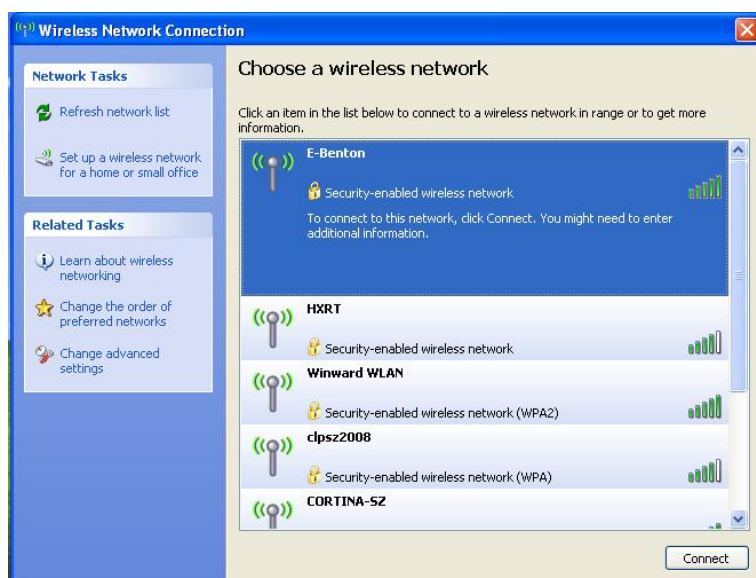 Wireless Network Connection
Network Tasks
Refresh network list
Set up a wireless network
for a home or small office
Related Tasks
Learn about wireless
networking
Change the order of
preferred networks
Change advanced
settings
Choose a wireless network
Click an item in the list below to connect to a wireless network in range or to get more
information.
E-Benton
Security-enabled wireless network
To connect to this network, click Connect. You might need to enter
additional information.
HXRT
Security-enabled wireless network
Winward WLAN
Security-enabled wireless network (WPA2)
clpsz2008
Security-enabled wireless network (WPA)
CORTINA-SZ
Connect